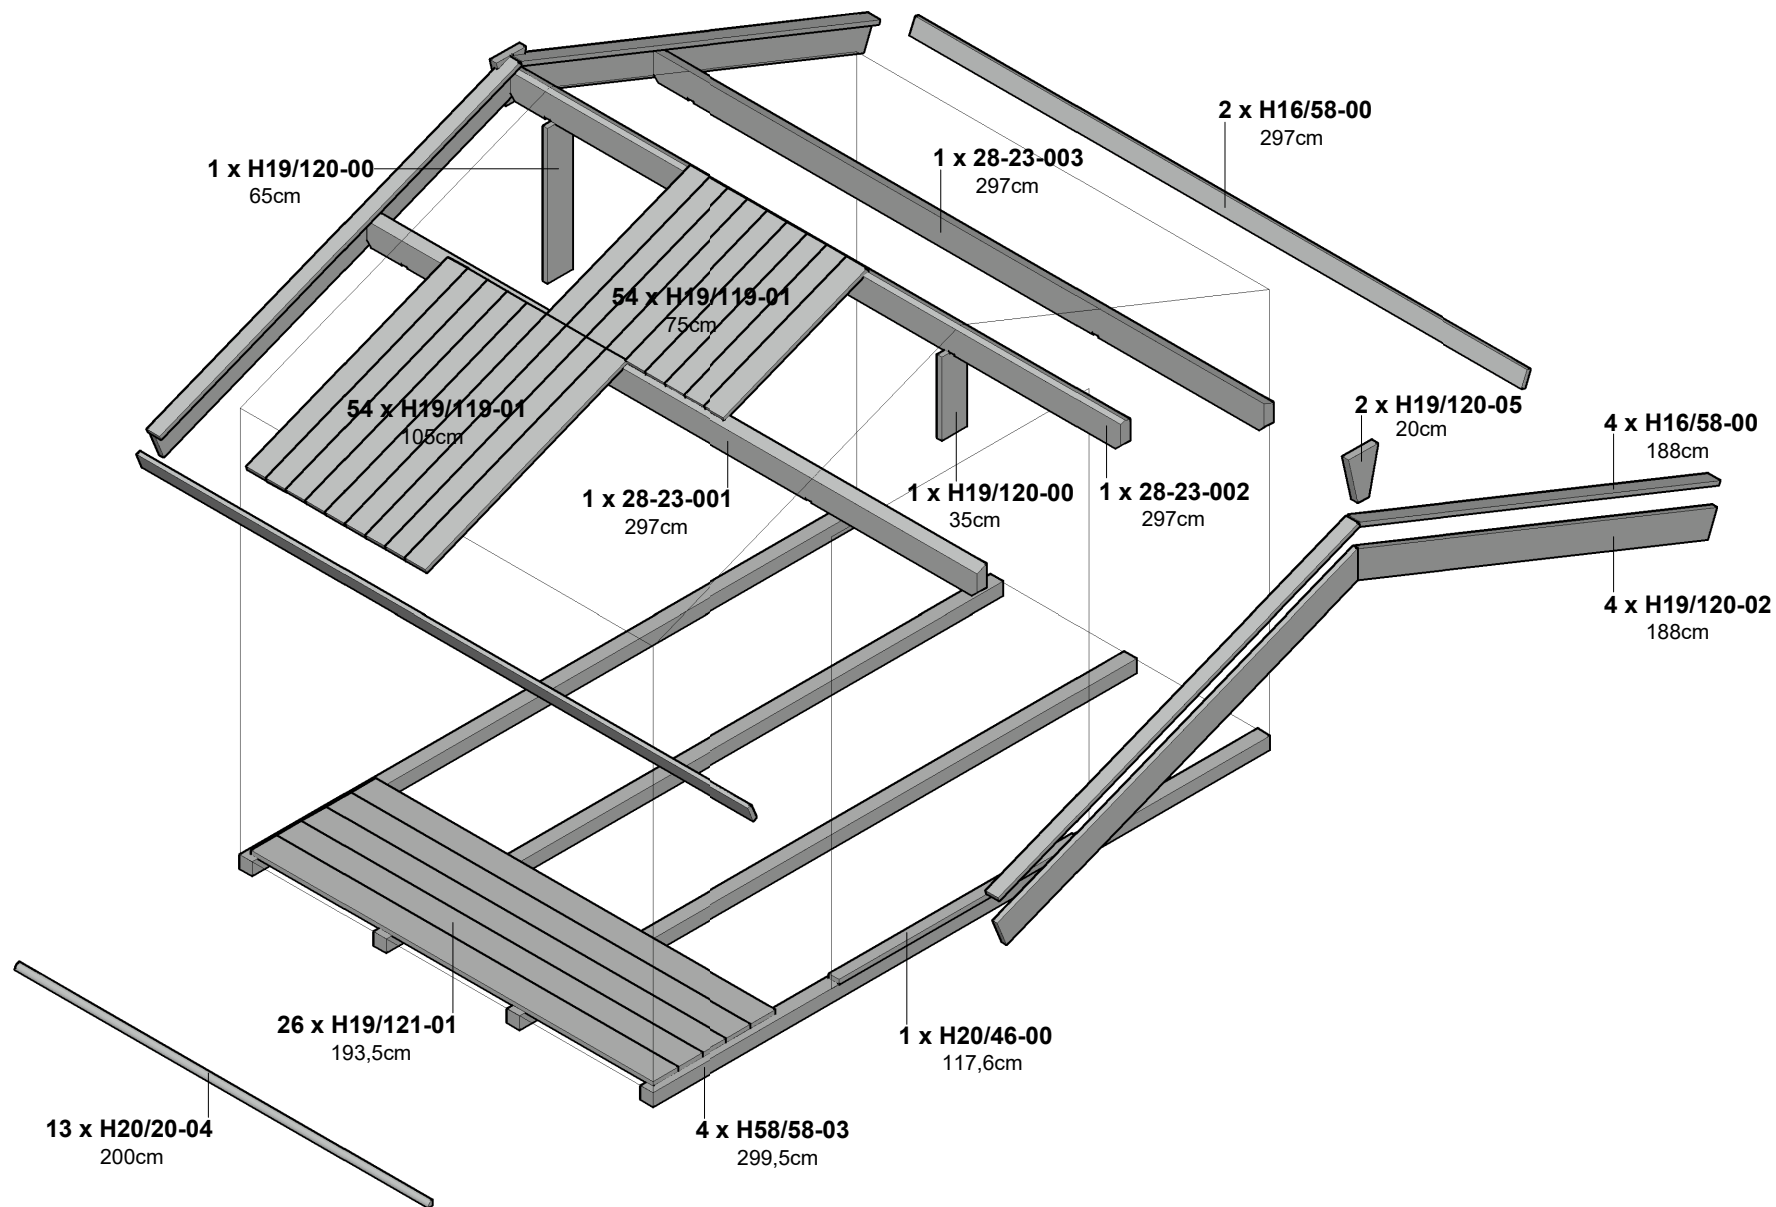 2 x H16/58-00
297cm
1 x H19/120-00
65cm
1 x 28-23-003
297cm
54 x H19/119-01
75cm
54 x H19/119-01
105cm
2 x H19/120-05
20cm
4 x H16/58-00
188cm
1 x 28-23-001
297cm
1 x H19/120-00
35cm
1 x 28-23-002
297cm
4 x H19/120-02
188cm
26 x H19/121-01
193,5cm
1 x H20/46-00
117,6cm
13 x H20/20-04
200cm
4 x H58/58-03
299,5cm